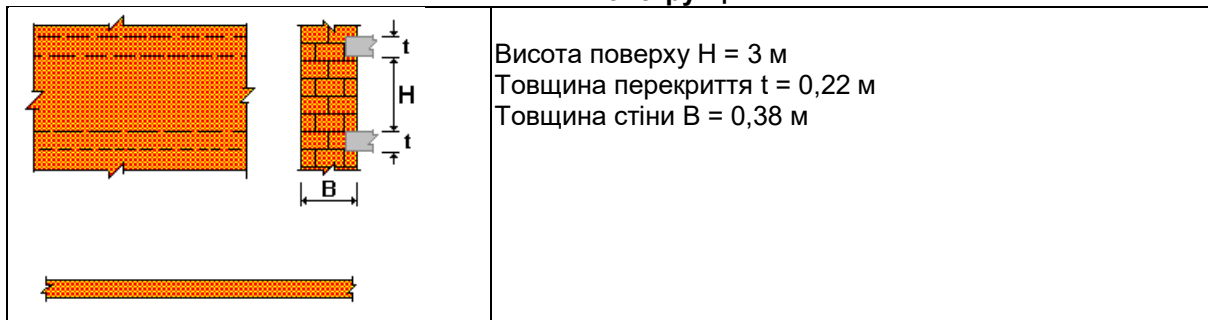 t
H
t
B
Висота поверху H = 3 м
Товщина перекриття t = 0,22 м
Товщина стіни B = 0,38 м